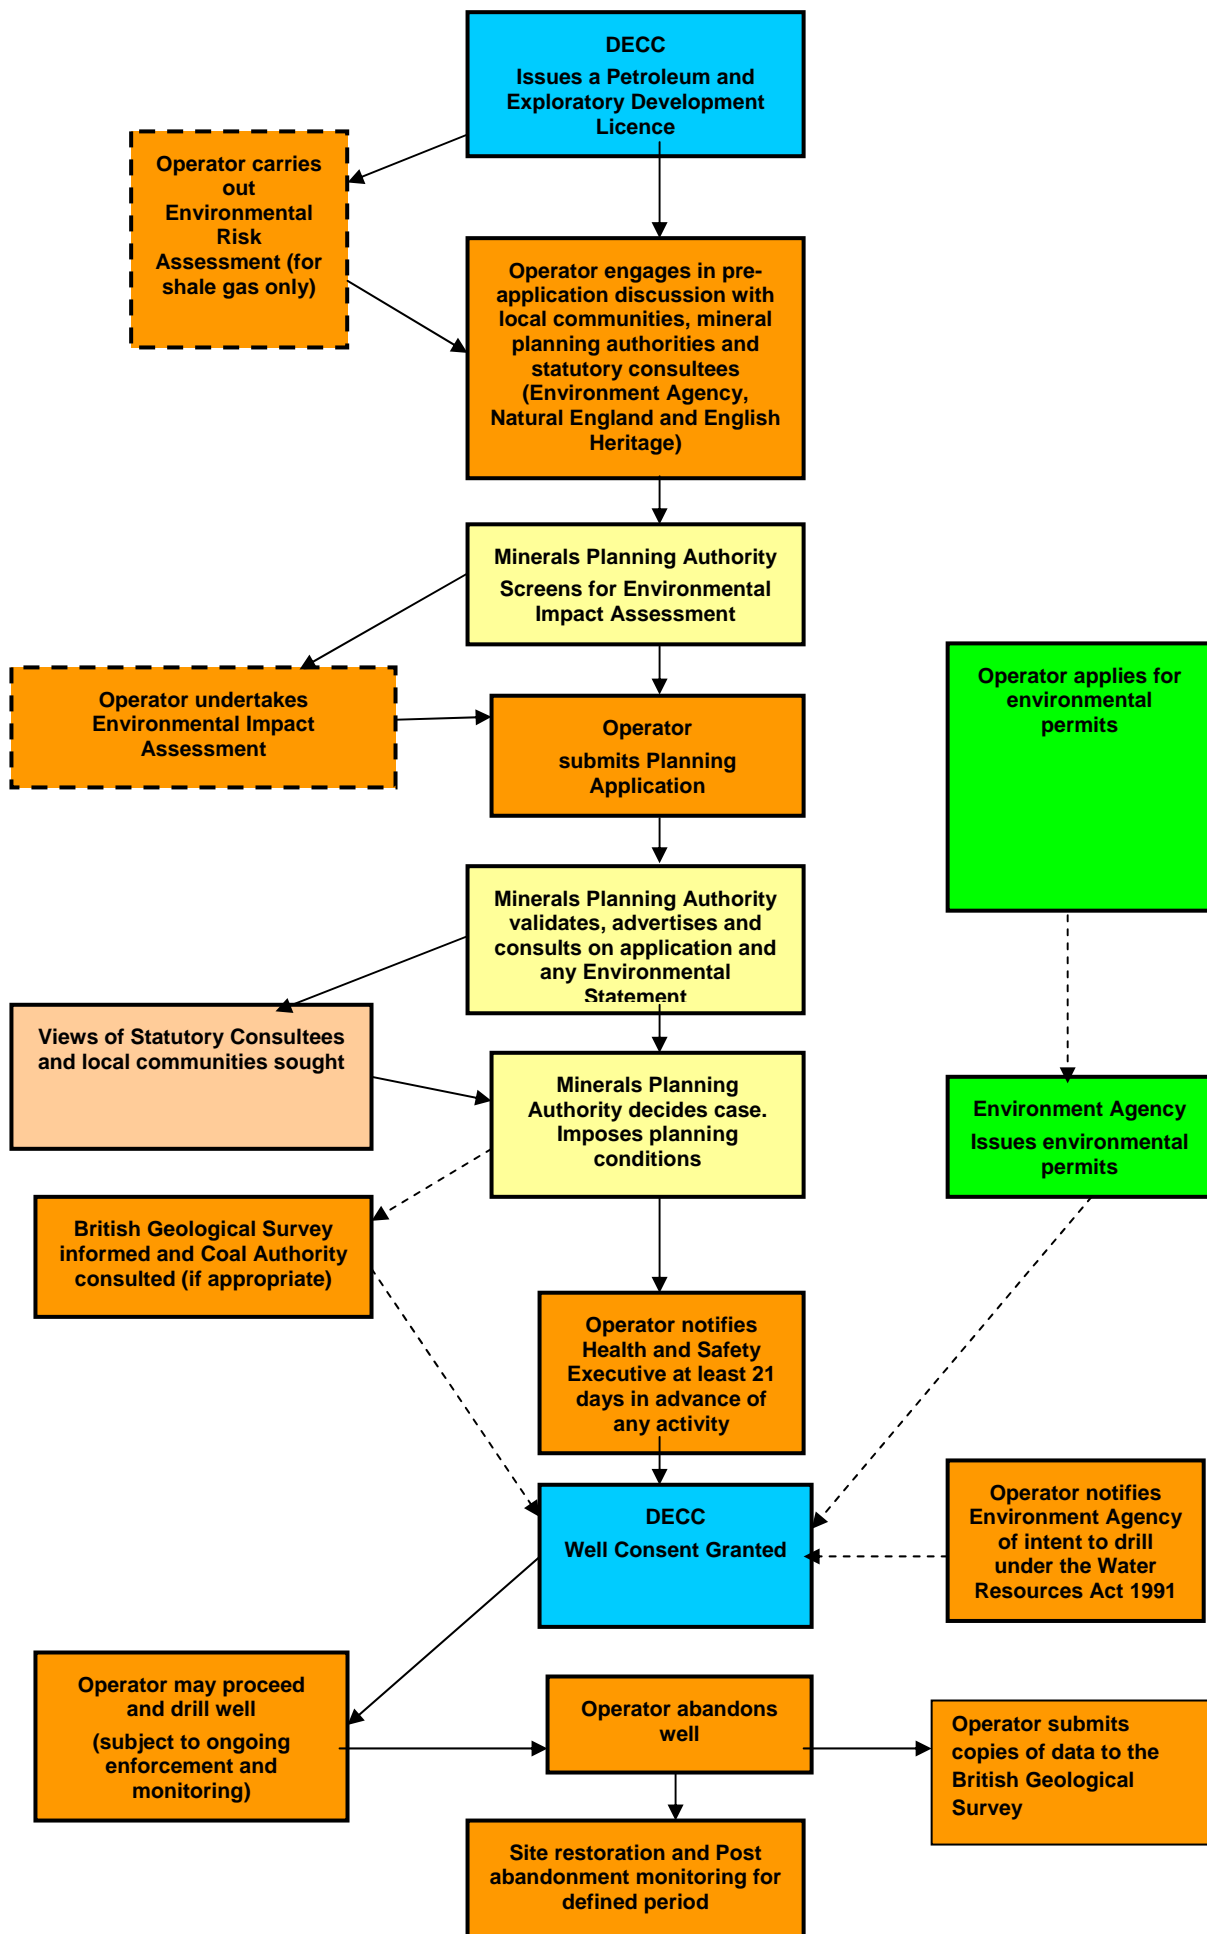 DECC
Issues a Petroleum and
Exploratory Development
Licence
Operator carries
out
Environmental
Risk
Assessment (for
shale gas only)
Operator engages in pre-
application discussion with
local communities, mineral
planning authorities and
statutory consultees
(Environment Agency,
Natural England and English
Heritage)
Minerals Planning Authority
Screens for Environmental
Impact Assessment
Operator undertakes
Environmental Impact
Assessment
Operator
submits Planning
Application
Operator applies for
environmental
permits
Minerals Planning Authority
validates, advertises and
consults on application and
any Environmental
Statement
Views of Statutory Consultees
and local communities sought
Minerals Planning
Authority decides case.
Imposes planning
conditions
Environment Agency
Issues environmental
permits
British Geological Survey
informed and Coal Authority
consulted (if appropriate)
Operator notifies
Health and Safety
Executive at least 21
days in advance of
any activity
DECC
Well Consent Granted
Operator notifies
Environment Agency
of intent to drill
under the Water
Resources Act 1991
Operator may proceed
and drill well
(subject to ongoing
enforcement and
monitoring)
Operator abandons
well
Operator submits
copies of data to the
British Geological
Survey
Site restoration and Post
abandonment monitoring for
defined period